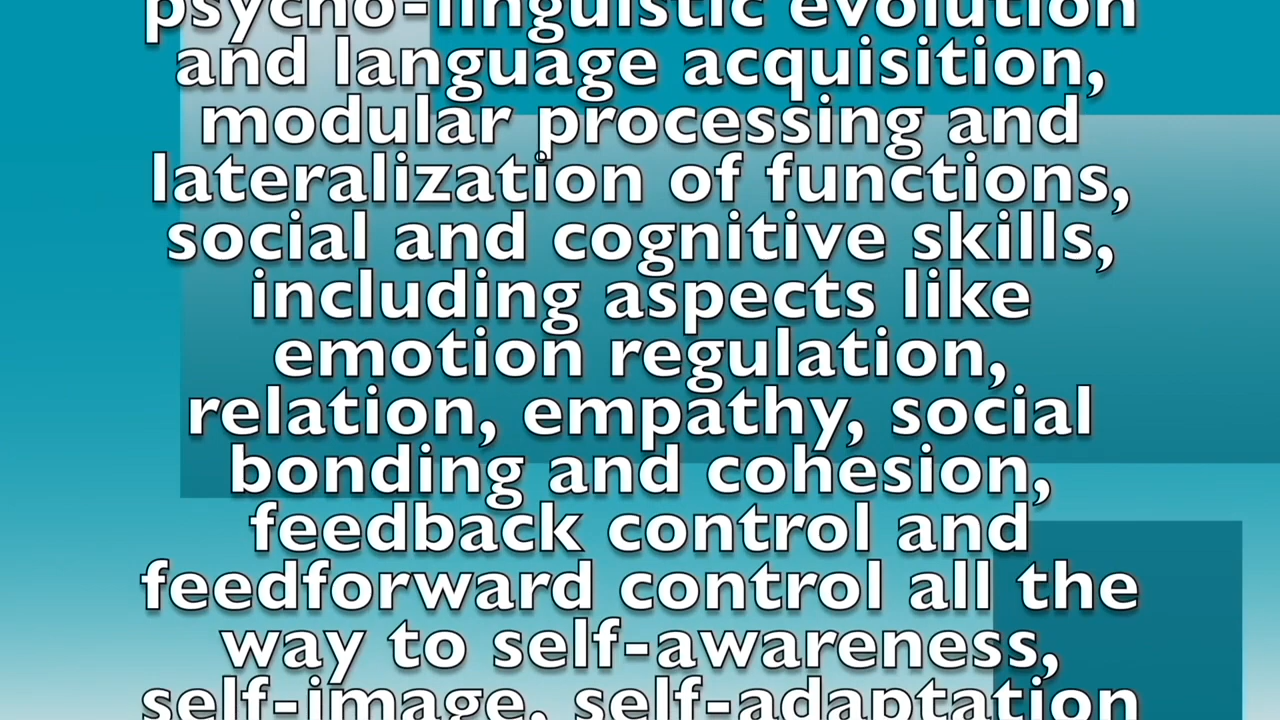 psycho-linguistic evolution
and language acquisition,
modular processing and
lateralization of functions,
social and cognitive skills,
including aspects like
emotion regulation,
relation, empathy, social
bonding and cohesion,
feedback control and
feedforward control all the
way to self-awareness,
self-image, self-adaptation